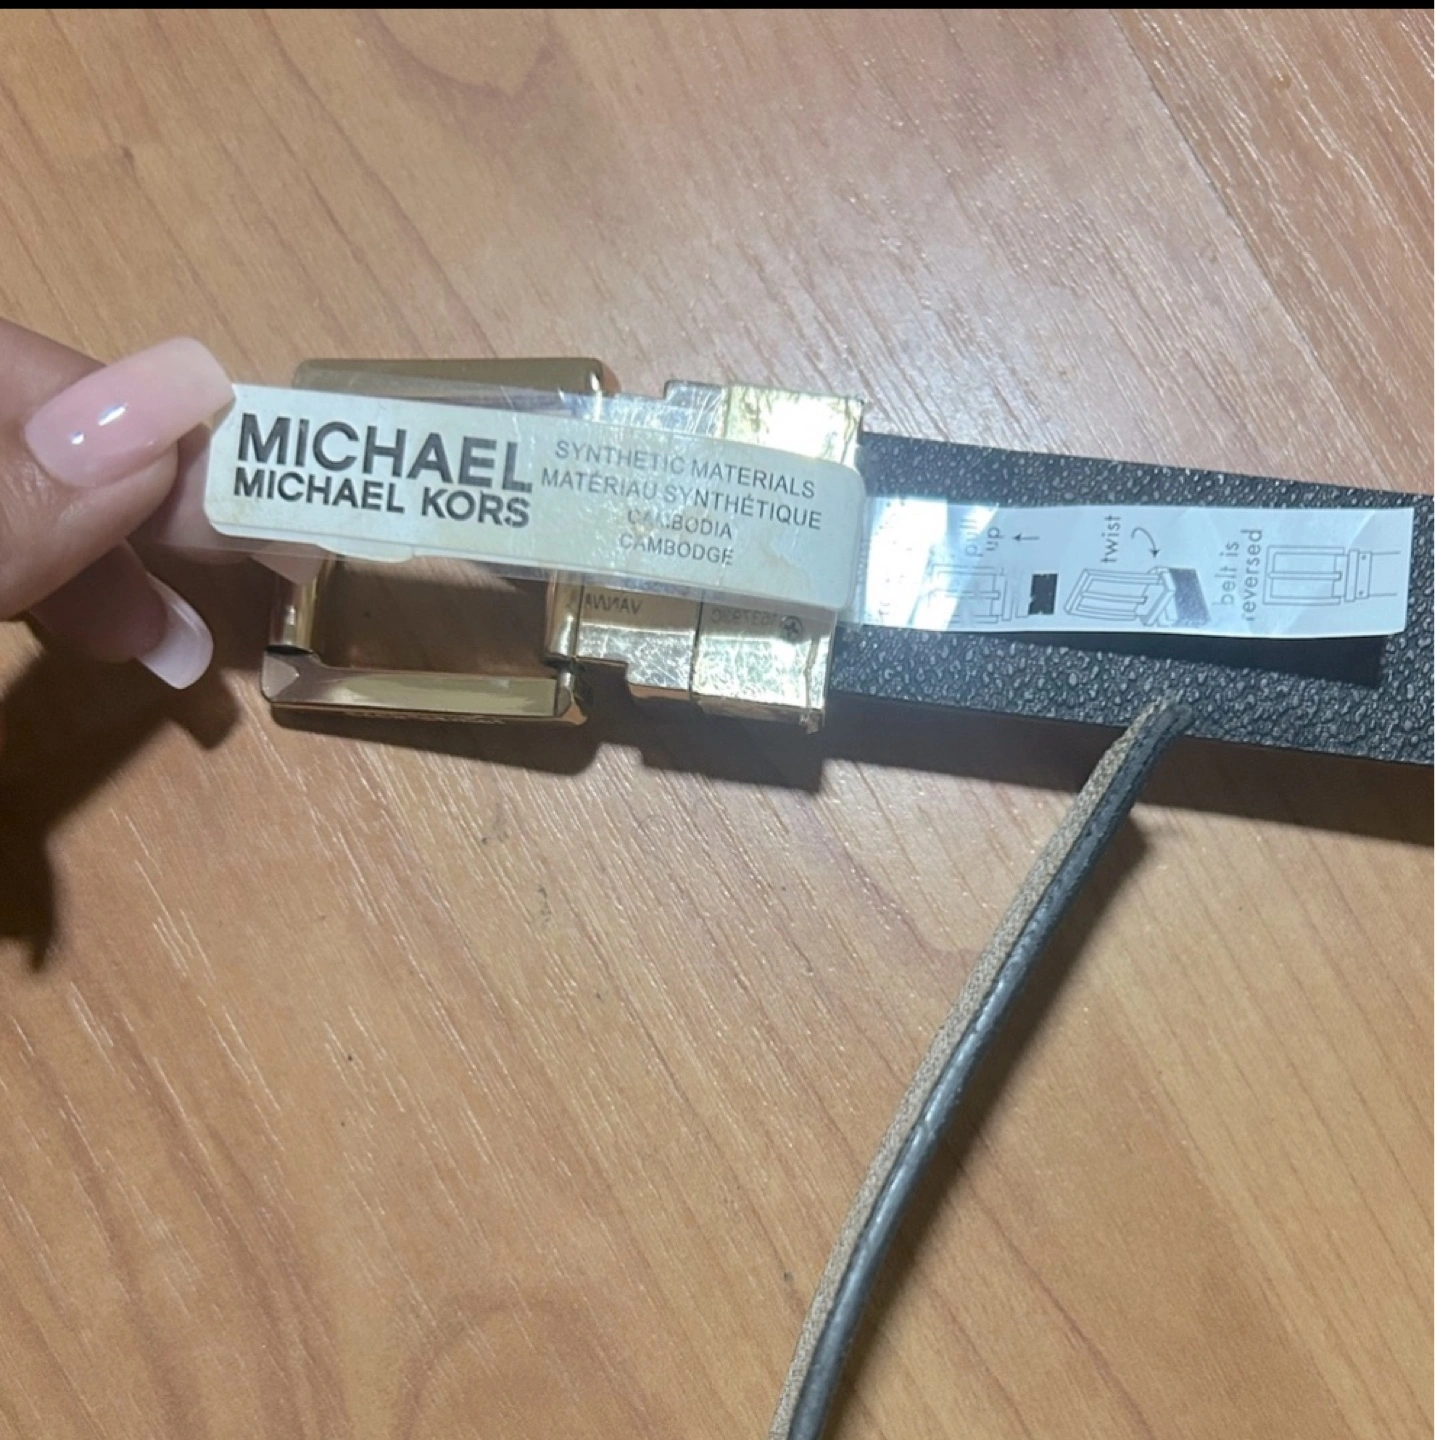 MICHAEL
MICHAEL KORS
SYNTHETIC MATERIALS
MATÉRIAU SYNTHÉTIQUE
CAMBODIA
CAMBODGE
pull
up
twist
belt is
reversed